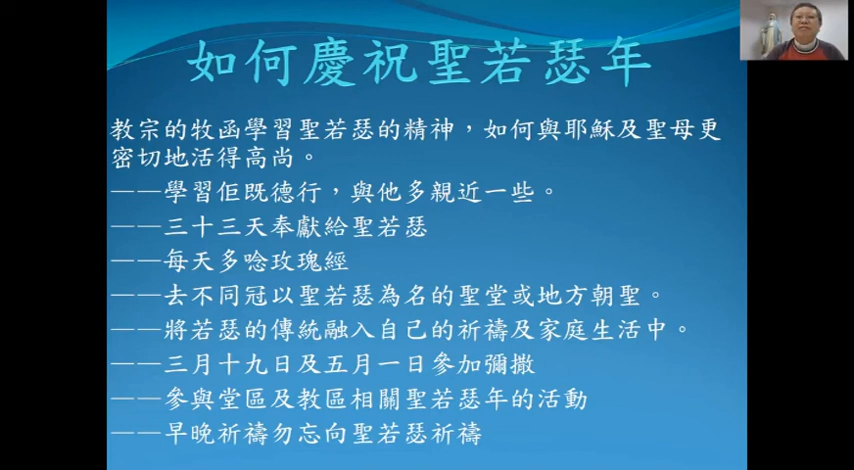 如何慶祝聖若瑟年
教宗的牧函學習聖若瑟的精神，如何與耶穌及聖母更
密切地活得高尚。
——學習佢既德行，與他多親近一些。
——三十三天奉獻給聖若瑟
——每天多唸玫瑰經
——去不同冠以聖若瑟為名的聖堂或地方朝聖。
——將若瑟的傳統融入自己的祈禱及家庭生活中。
——三月十九日及五月一日參加彌撒
——參與堂區及教區相關聖若瑟年的活動
——早晚祈禱勿忘向聖若瑟祈禱